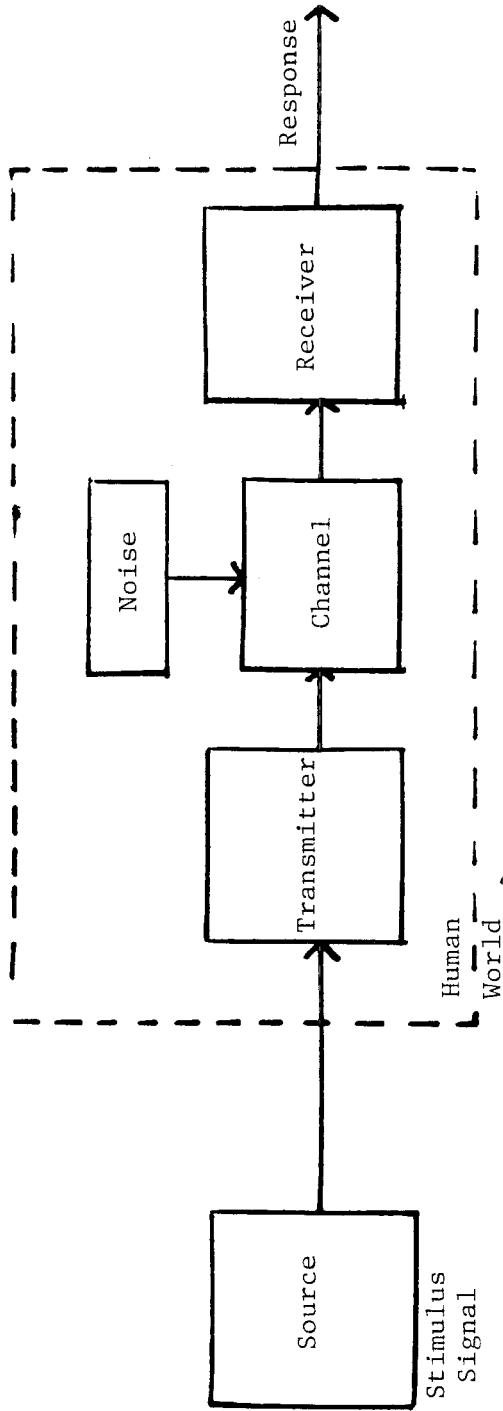 Source
Stimulus
Signal
Transmitter
Human
World
Noise
Channel
Receiver
Response